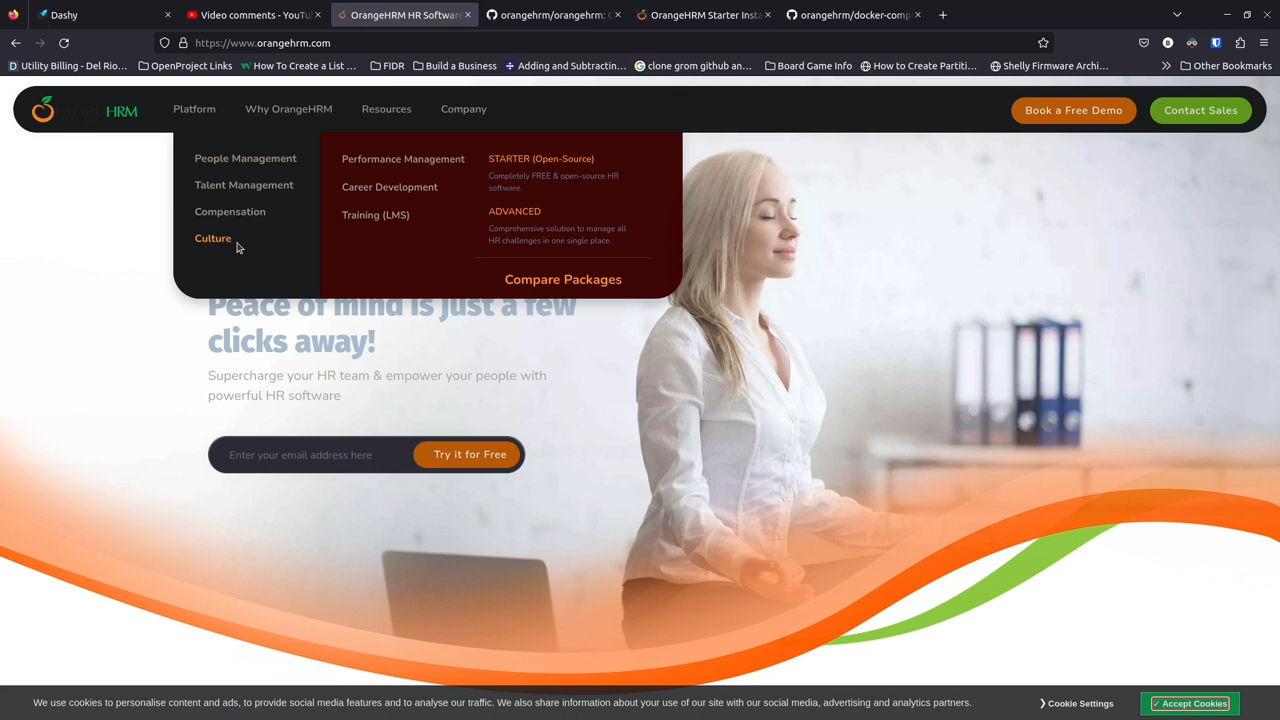 Dashy
Video comments - YouTu
OrangeHRM HR Software
orangehrm/orangehrm: O
OrangeHRM Starter Insta
orangehrm/docker-comp
https://www.orangehrm.com
Utility Billing - Del Rio…
OpenProject Links
How To Create a List …
FIDR
Build a Business
Adding and Subtractin…
clone grom github an…
Board Game Info
How to Create Partiti…
Shelly Firmware Archi…
Other Bookmarks
HRM
Platform
Why OrangeHRM
Resources
Company
Book a Free Demo
Contact Sales
People Management
Talent Management
Compensation
Culture
Performance Management
Career Development
Training (LMS)
STARTER (Open-Source)
Completely FREE & open-source HR
software.
ADVANCED
Comprehensive solution to manage all
HR challenges in one single place.
Compare Packages
Peace of mind is just a few
clicks away!
Supercharge your HR team & empower your people with
powerful HR software
Enter your email address here
Try it for Free
We use cookies to personalise content and ads, to provide social media features and to analyse our traffic. We also share information about your use of our site with our social media, advertising and analytics partners.
❯ Cookie Settings
✓ Accept Cookies